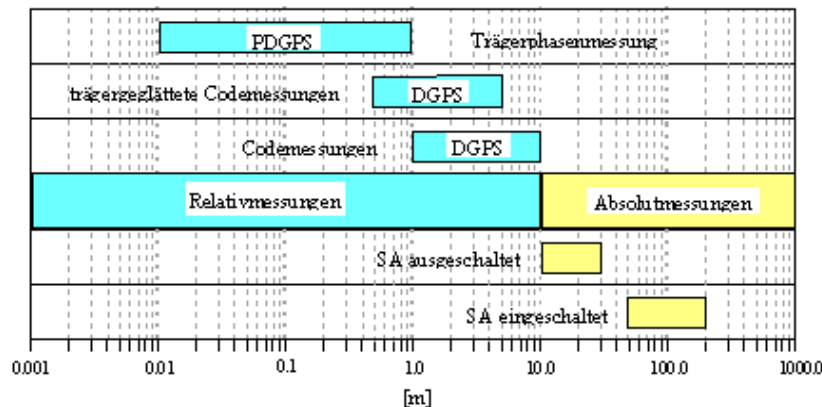 PDGPS Trägerphasenmessung
trägergeglättete Codemessungen DGPS
Codemessungen DGPS
Relativmessungen Absolutmessungen
SA ausgeschaltet
SA eingeschaltet
0.001 0.01 0.1 1.0 10.0 100.0 1000.0
[m]